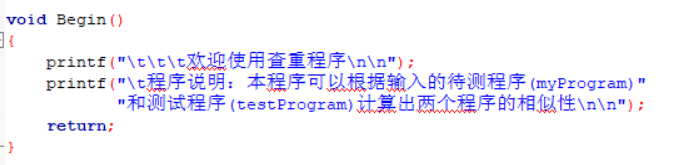 void Begin()
{
printf("\t\t\t欢迎使用查重程序\n\n");
printf("\t程序说明：本程序可以根据输入的待测程序(myProgram)"
"和测试程序(testProgram)计算出两个程序的相似性\n\n");
return;
}